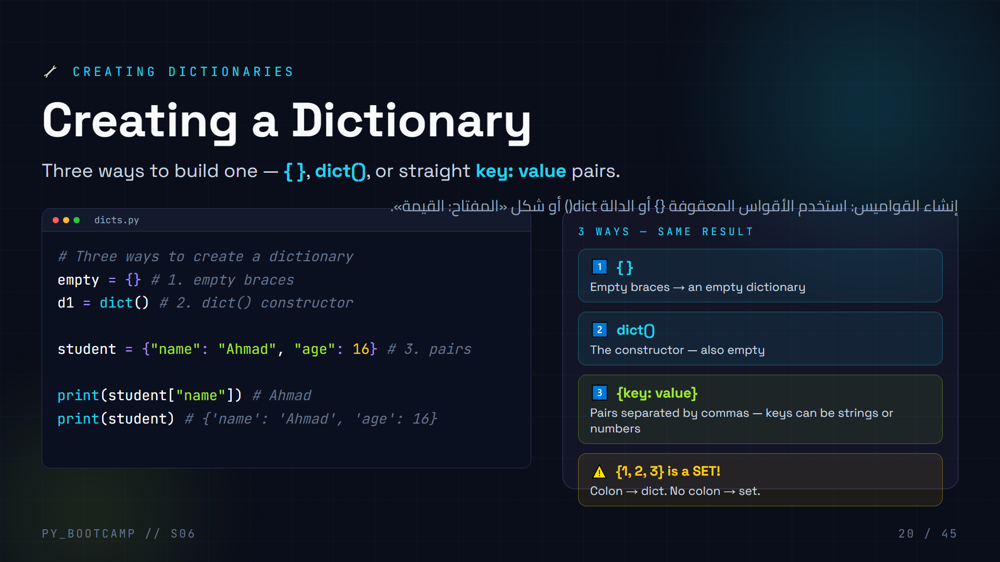 🔧 CREATING DICTIONARIES
Creating a Dictionary
Three ways to build one — { }, dict(), or straight key: value pairs.
إنشاء القواميس: استخدم الأقواس المعقوفة {} أو الدالة dict() أو شكل «المفتاح: القيمة».
dicts.py
# Three ways to create a dictionary
empty = {} # 1. empty braces
d1 = dict() # 2. dict() constructor
student = {"name": "Ahmad", "age": 16} # 3. pairs
print(student["name"]) # Ahmad
print(student) # {'name': 'Ahmad', 'age': 16}
3 WAYS — SAME RESULT
1️⃣ { }
Empty braces → an empty dictionary
2️⃣ dict()
The constructor — also empty
3️⃣ {key: value}
Pairs separated by commas — keys can be strings or
numbers
⚠️ {1, 2, 3} is a SET!
Colon → dict. No colon → set.
PY_BOOTCAMP // S06
20 / 45